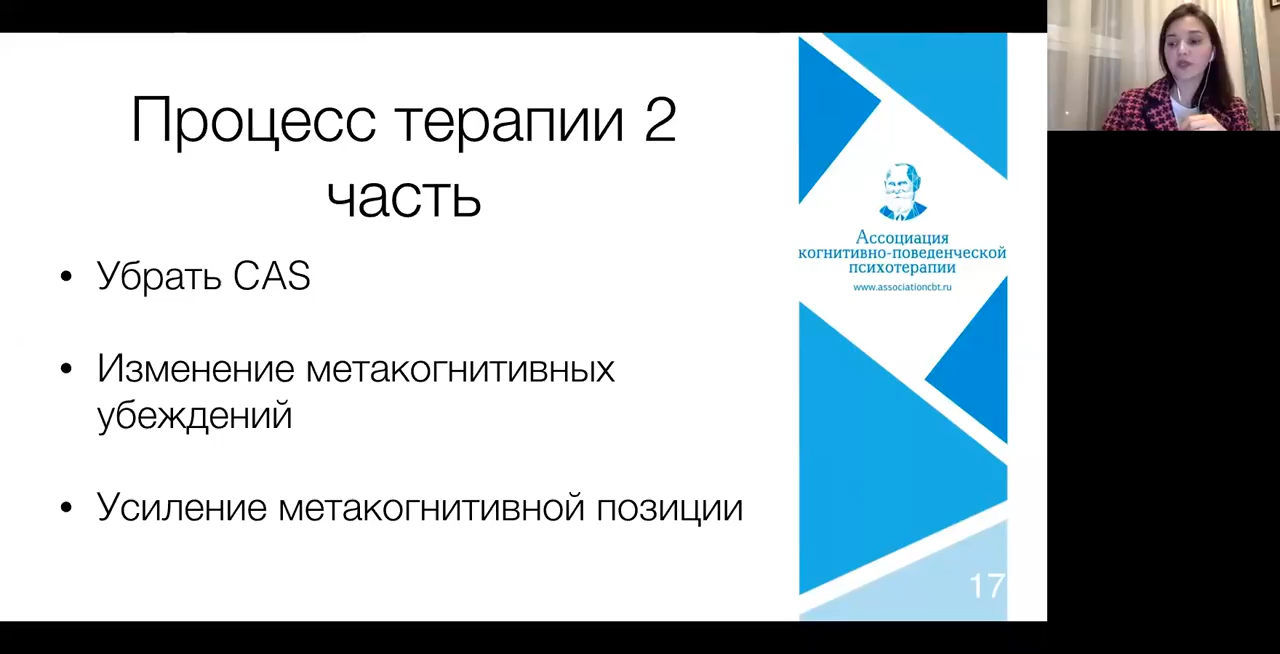 Процесс терапии 2
часть
• Убрать CAS
• Изменение метакогнитивных
убеждений
• Усиление метакогнитивной позиции
Ассоциация
когнитивно-поведенческой
психотерапии
www.associationcbt.ru
17